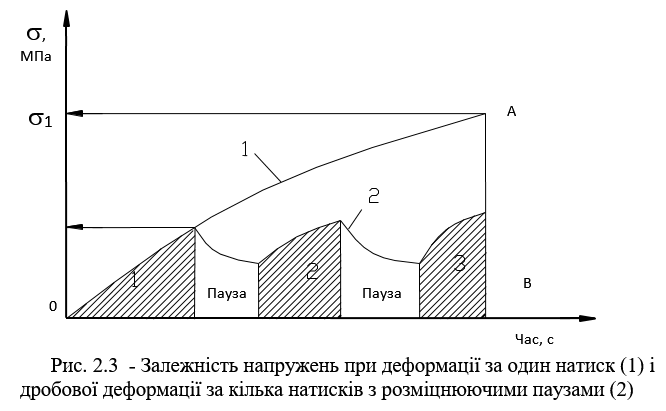 σ,
МПа
σ1
А
1
2
1
2
3
Пауза
Пауза
В
0
Час, с
Рис. 2.3 - Залежність напружень при деформації за один натиск (1) і
дробової деформації за кілька натисків з розміцнюючими паузами (2)